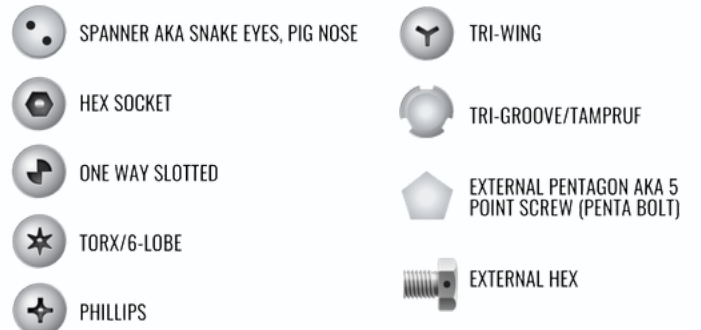 SPANNER AKA SNAKE EYES, PIG NOSE
HEX SOCKET
ONE WAY SLOTTED
TORX/6-LOBE
PHILLIPS
TRI-WING
TRI-GROOVE/TAMPRUF
EXTERNAL PENTAGON AKA 5
POINT SCREW (PENTA BOLT)
EXTERNAL HEX